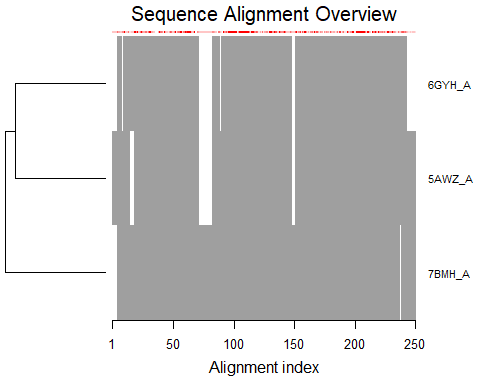 Sequence Alignment Overview
6GYH_A
5AWZ_A
7BMH_A
1 50 100 150 200 250
Alignment index